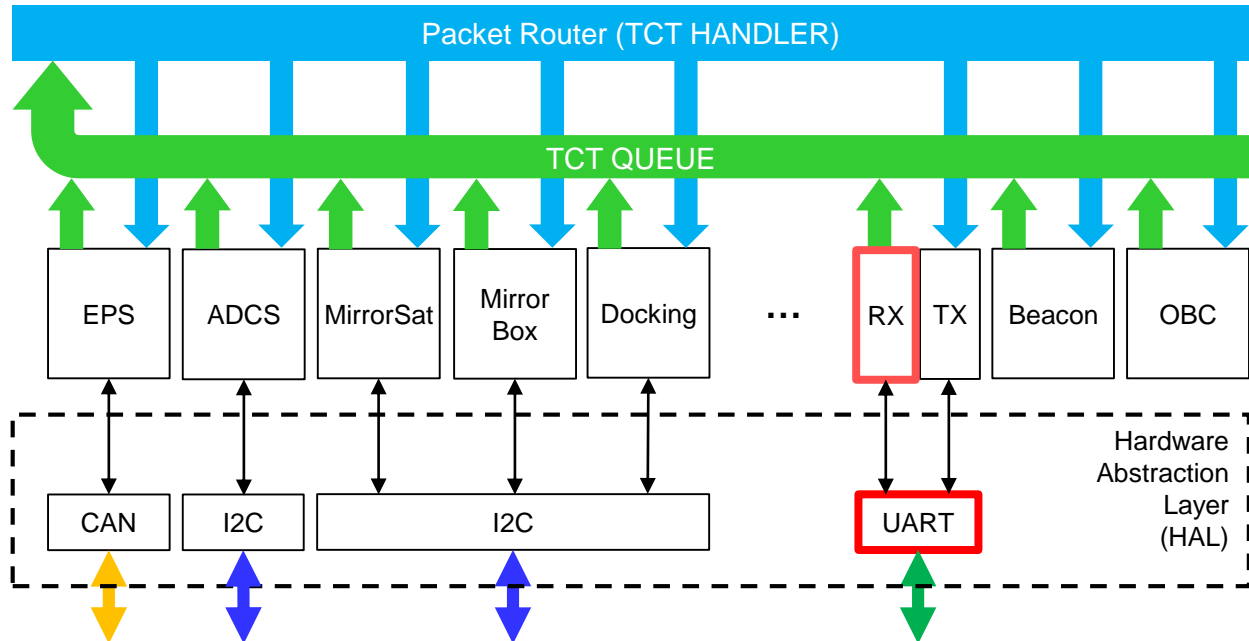 Packet Router (TCT HANDLER)
TCT QUEUE
EPS
ADCS
MirrorSat
Mirror
Box
Docking
...
RX
TX
Beacon
OBC
Hardware
Abstraction
Layer
(HAL)
CAN
I2C
I2C
UART